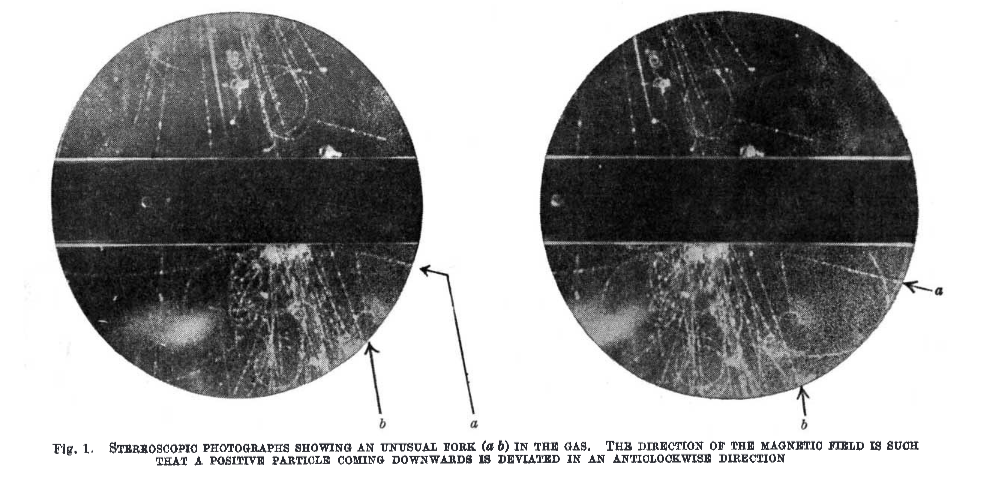 a
b
b
a
Fig. 1. STEREOSCOPIC PHOTOGRAPHS SHOWING AN UNUSUAL FORK (a b) IN THE GAS. THE DIRECTION OF THE MAGNETIC FIELD IS SUCH
THAT A POSITIVE PARTICLE COMING DOWNWARDS IS DEVIATED IN AN ANTICLOCKWISE DIRECTION